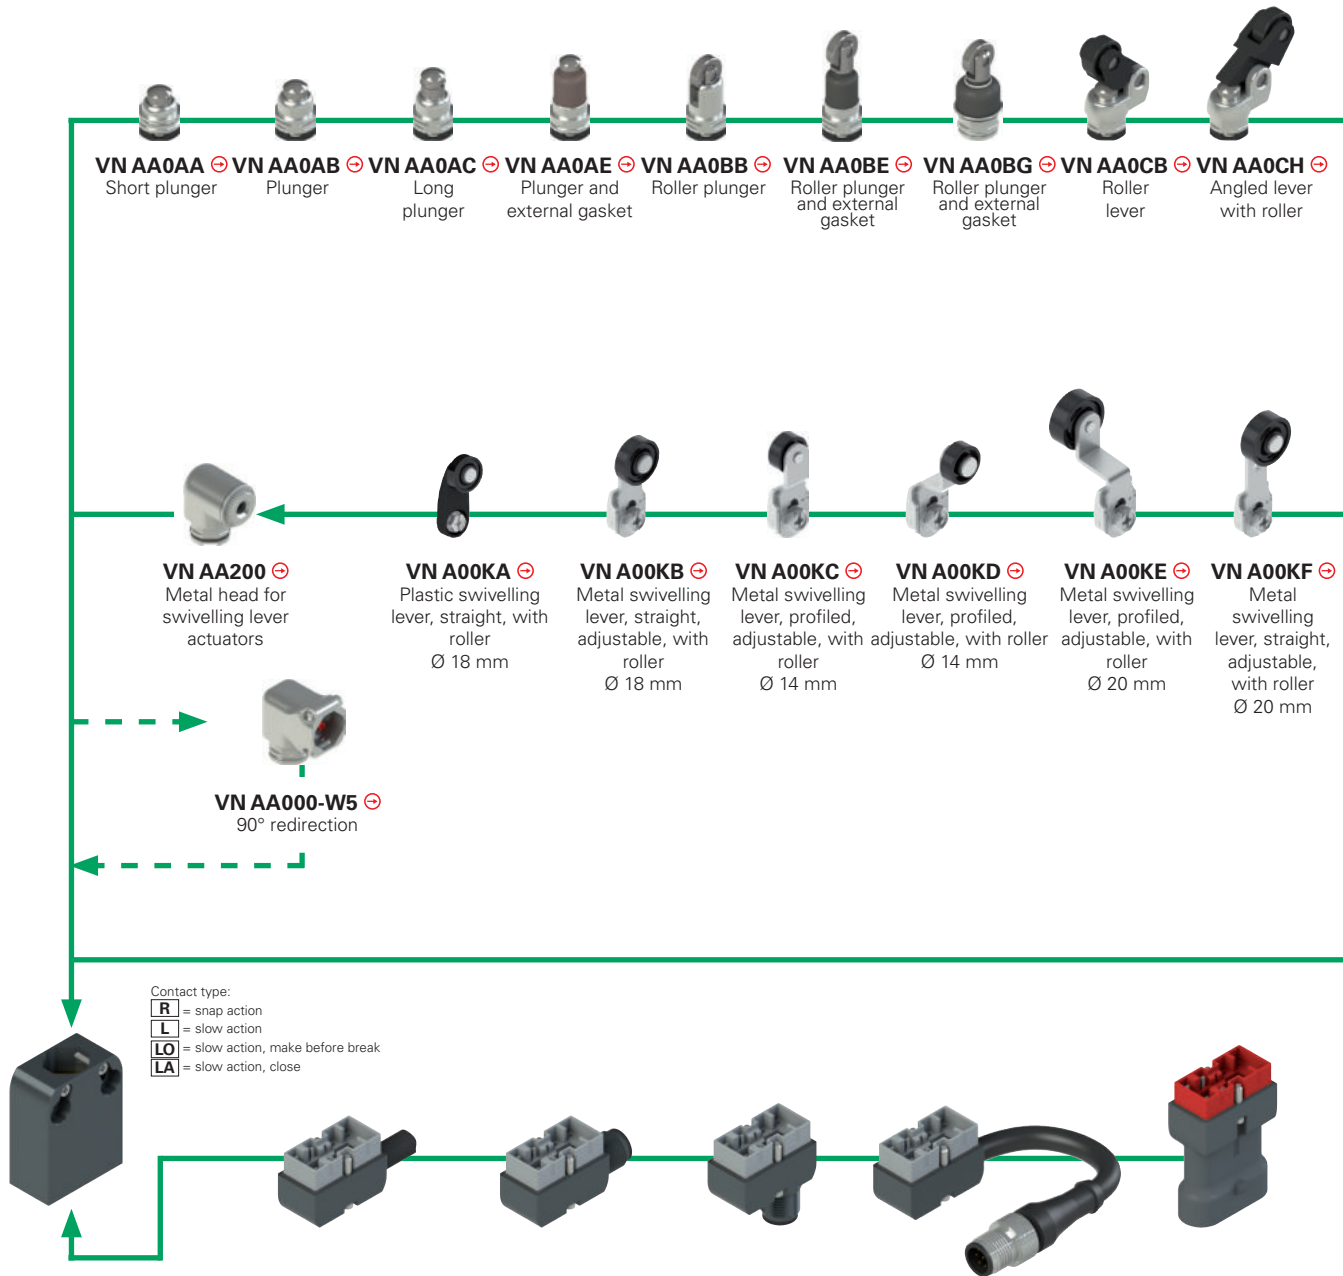 VN AA0AA
Short plunger
VN AA0AB
Plunger
VN AA0AC
Long
plunger
VN AA0AE
Plunger and
external gasket
VN AA0BB
Roller plunger
VN AA0BE
Roller plunger
and external
gasket
VN AA0BG
Roller plunger
and external
gasket
VN AA0CB
Roller
lever
VN AA0CH
Angled lever
with roller
VN AA200
Metal head for
swivelling lever
actuators
VN A00KA
Plastic swivelling
lever, straight, with
roller
Ø 18 mm
VN A00KB
Metal swivelling
lever, straight,
adjustable, with
roller
Ø 18 mm
VN A00KC
Metal swivelling
lever, profiled,
adjustable, with
roller
Ø 14 mm
VN A00KD
Metal swivelling
lever, profiled,
adjustable, with roller
Ø 14 mm
VN A00KE
Metal swivelling
lever, profiled,
adjustable, with
roller
Ø 20 mm
VN A00KF
Metal
swivelling
lever, straight,
adjustable,
with roller
Ø 20 mm
VN AA000-W5
90° redirection
Contact type:
R = snap action
L = slow action
LO = slow action, make before break
LA = slow action, close